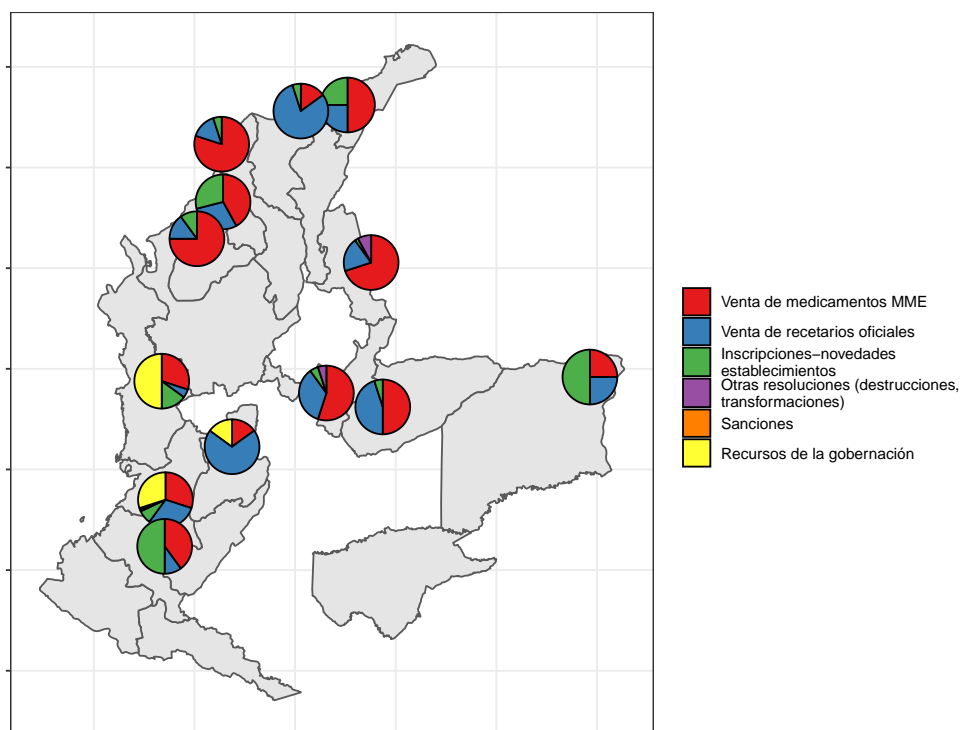 Venta de medicamentos MME
Venta de recetarios oficiales
Inscripciones−novedades
establecimientos
Otras resoluciones (destrucciones,
transformaciones)
Sanciones
Recursos de la gobernación